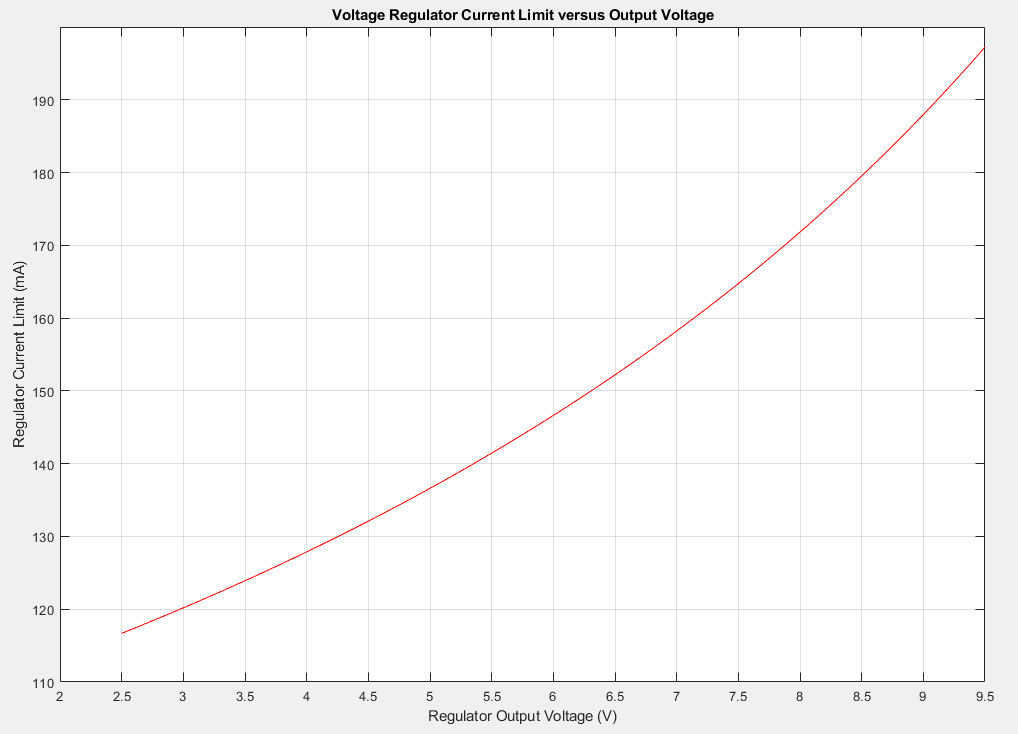 Voltage Regulator Current Limit versus Output Voltage
Regulator Current Limit (mA)
190
180
170
160
150
140
130
120
110
2 2.5 3 3.5 4 4.5 5 5.5 6 6.5 7 7.5 8 8.5 9 9.5
Regulator Output Voltage (V)